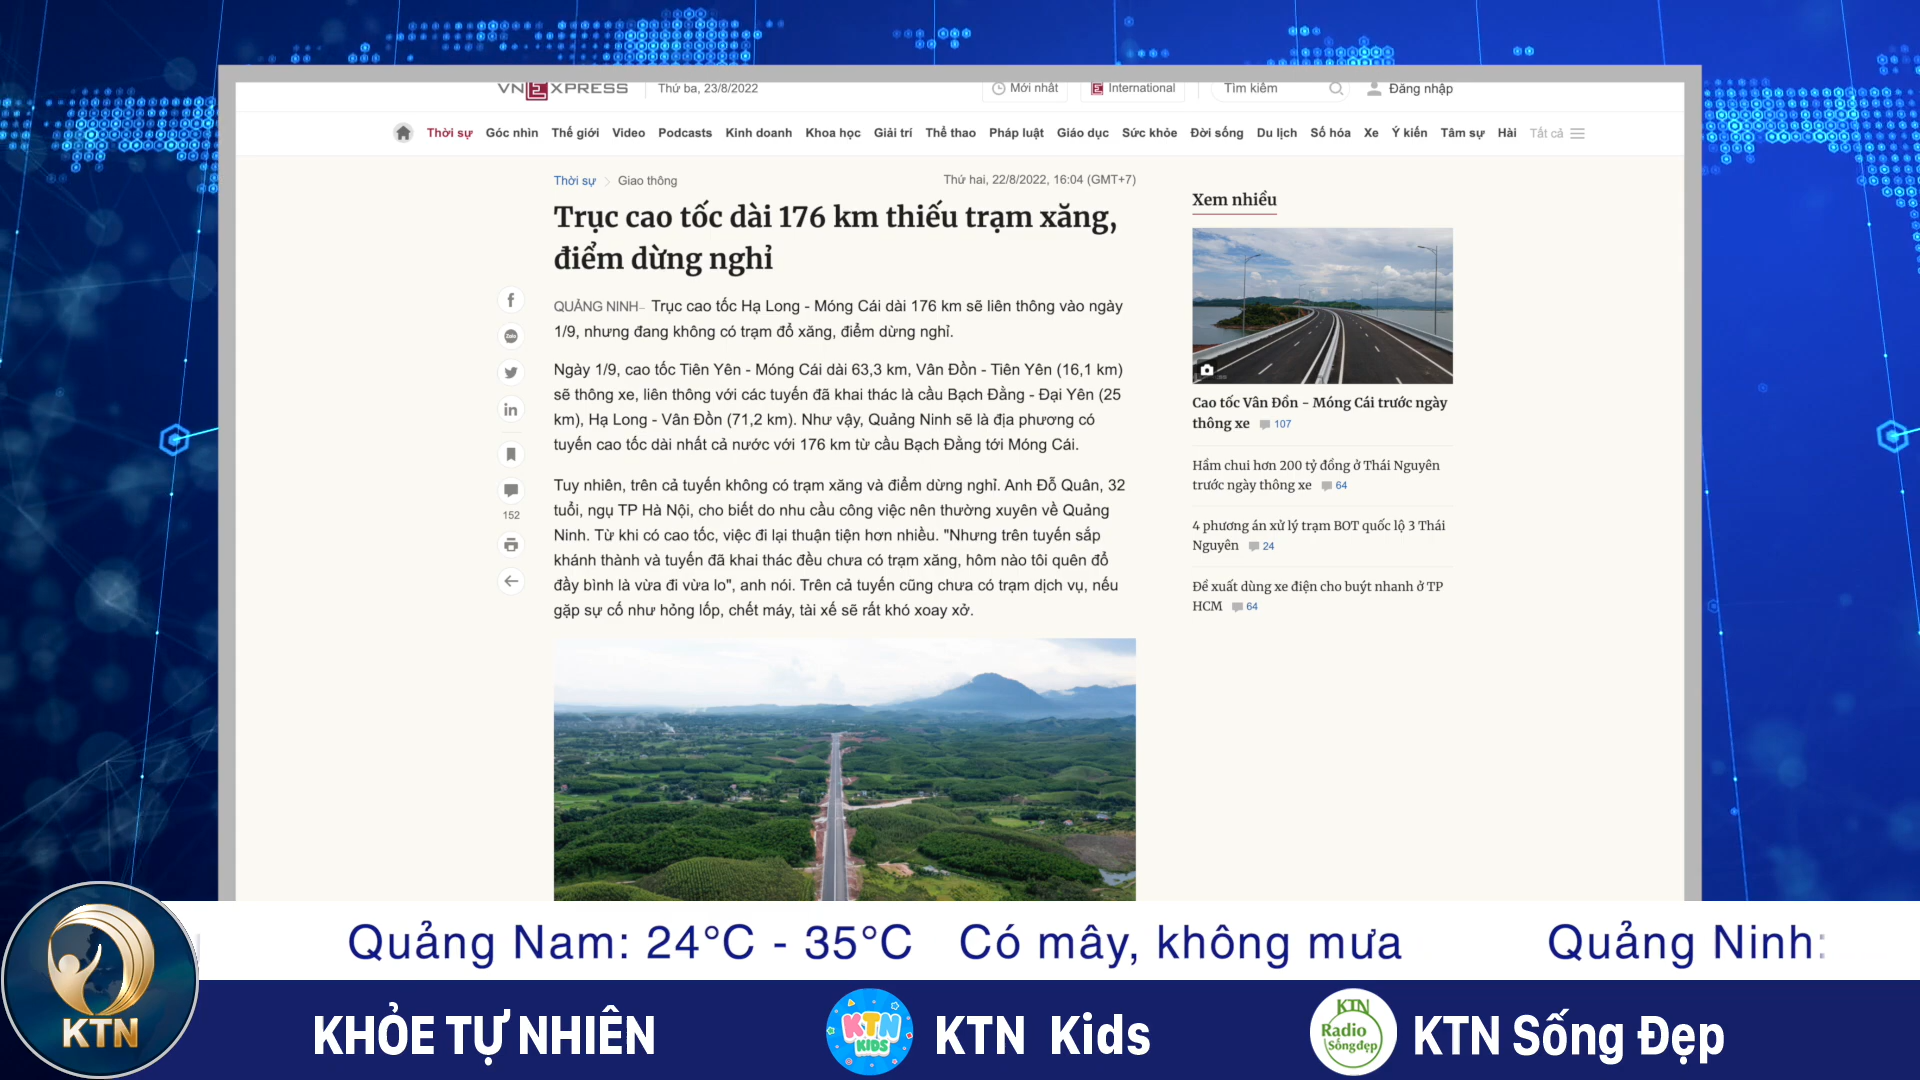 VNEXPRESS
Thứ ba, 23/8/2022
Mới nhất
International
Tìm kiếm
Đăng nhập
Thời sự Góc nhìn Thế giới Video Podcasts Kinh doanh Khoa học Giải trí Thể thao Pháp luật Giáo dục Sức khỏe Đời sống Du lịch Số hóa Xe Ý kiến Tâm sự Hài Tất cả
Thời sự > Giao thông
Thứ hai, 22/8/2022, 16:04 (GMT+7)
Trục cao tốc dài 176 km thiếu trạm xăng,
điểm dừng nghỉ
QUẢNG NINH- Trục cao tốc Hạ Long - Móng Cái dài 176 km sẽ liên thông vào ngày
1/9, nhưng đang không có trạm đổ xăng, điểm dừng nghỉ.
Ngày 1/9, cao tốc Tiên Yên - Móng Cái dài 63,3 km, Vân Đồn - Tiên Yên (16,1 km)
sẽ thông xe, liên thông với các tuyến đã khai thác là cầu Bạch Đằng - Đại Yên (25
km), Hạ Long - Vân Đồn (71,2 km). Như vậy, Quảng Ninh sẽ là địa phương có
tuyến cao tốc dài nhất cả nước với 176 km từ cầu Bạch Đằng tới Móng Cái.
Tuy nhiên, trên cả tuyến không có trạm xăng và điểm dừng nghỉ. Anh Đỗ Quân, 32
tuổi, ngụ TP Hà Nội, cho biết do nhu cầu công việc nên thường xuyên về Quảng
Ninh. Từ khi có cao tốc, việc đi lại thuận tiện hơn nhiều. "Nhưng trên tuyến sắp
khánh thành và tuyến đã khai thác đều chưa có trạm xăng, hôm nào tôi quên đổ
đầy bình là vừa đi vừa lo", anh nói. Trên cả tuyến cũng chưa có trạm dịch vụ, nếu
gặp sự cố như hỏng lốp, chết máy, tài xế sẽ rất khó xoay xở.
Zalo
152
Xem nhiều
Cao tốc Vân Đồn - Móng Cái trước ngày
thông xe 107
Hầm chui hơn 200 tỷ đồng ở Thái Nguyên
trước ngày thông xe 64
4 phương án xử lý trạm BOT quốc lộ 3 Thái
Nguyên 24
Đề xuất dùng xe điện cho buýt nhanh ở TP
HCM 64
Quảng Nam: 24°C - 35°C Có mây, không mưa Quảng Ninh:
KTN
KHỎE TỰ NHIÊN
KTN
KIDS
KTN Kids
KTN
Radio
Sống đẹp
KTN Sống Đẹp